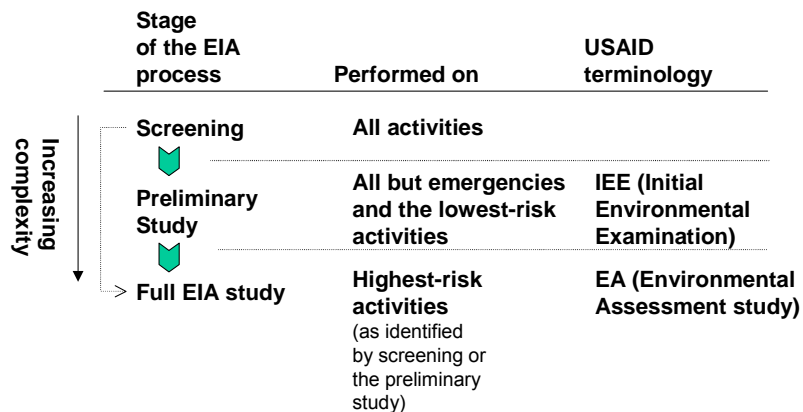 Stage
of the EIA
process
Performed on
USAID
terminology
Increasing
complexity
Screening
All activities
Preliminary
Study
All but emergencies
and the lowest-risk
activities
IEE (Initial
Environmental
Examination)
Full EIA study
Highest-risk
activities
(as identified
by screening or
the preliminary
study)
EA (Environmental
Assessment study)